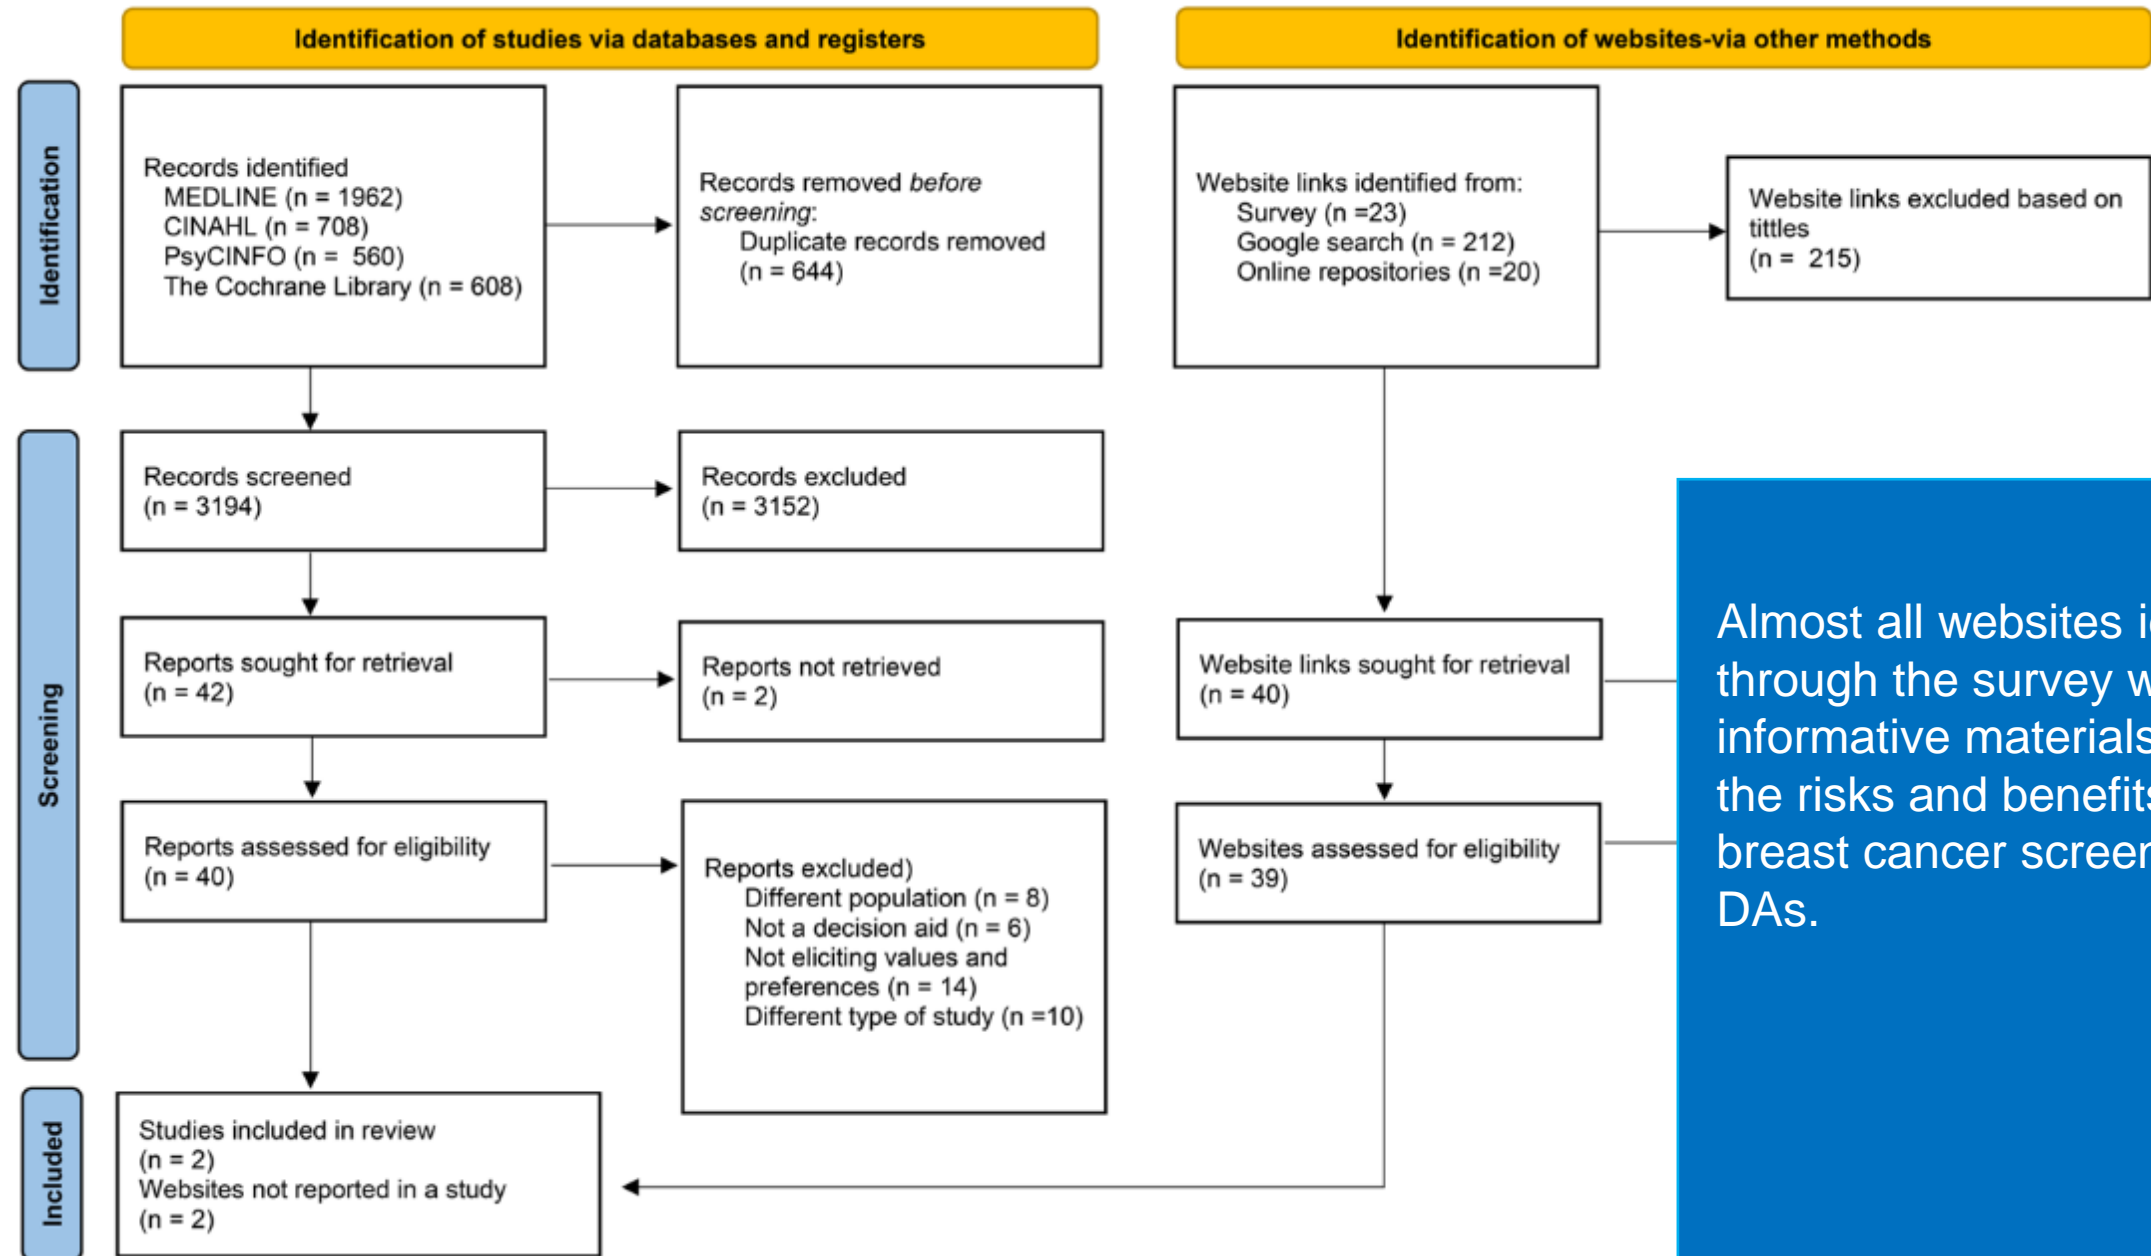 Identification of studies via databases and registers
Identification of websites-via other methods
Identification
Records identified
MEDLINE (n = 1962)
CINAHL (n = 708)
PsyCINFO (n = 560)
The Cochrane Library (n = 608)
Records removed before
screening:
Duplicate records removed
(n = 644)
Website links identified from:
Survey (n =23)
Google search (n = 212)
Online repositories (n =20)
Website links excluded based on
tittles
(n = 215)
Screening
Records screened
(n = 3194)
Records excluded
(n = 3152)
Reports sought for retrieval
(n = 42)
Reports not retrieved
(n = 2)
Website links sought for retrieval
(n = 40)
Reports assessed for eligibility
(n = 40)
Reports excluded)
Different population (n = 8)
Not a decision aid (n = 6)
Not eliciting values and
preferences (n = 14)
Different type of study (n =10)
Websites assessed for eligibility
(n = 39)
Almost all websites
through the survey
informative materials
the risks and benefits
breast cancer
DAs.
Included
Studies included in review
(n = 2)
Websites not reported in a study
(n = 2)